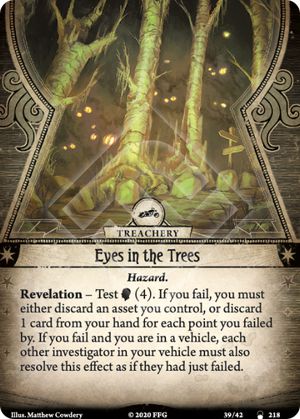 TREACHERY
Eyes in the Trees
Hazard.
Revelation – Test (4). If you fail, you must
either discard an asset you control, or discard
1 card from your hand for each point you failed
by. If you fail and you are in a vehicle, each
other investigator in your vehicle must also
resolve this effect as if they had just failed.
Illus. Matthew Cowdery © 2020 FFG 39/42 218